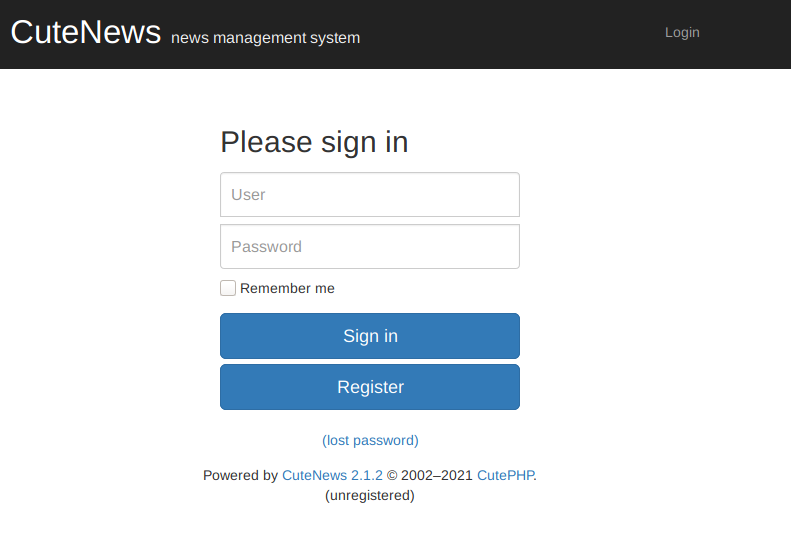 CuteNews news management system Login
Please sign in
User
Password
Remember me
Sign in
Register
(lost password)
Powered by CuteNews 2.1.2 © 2002–2021 CutePHP.
(unregistered)